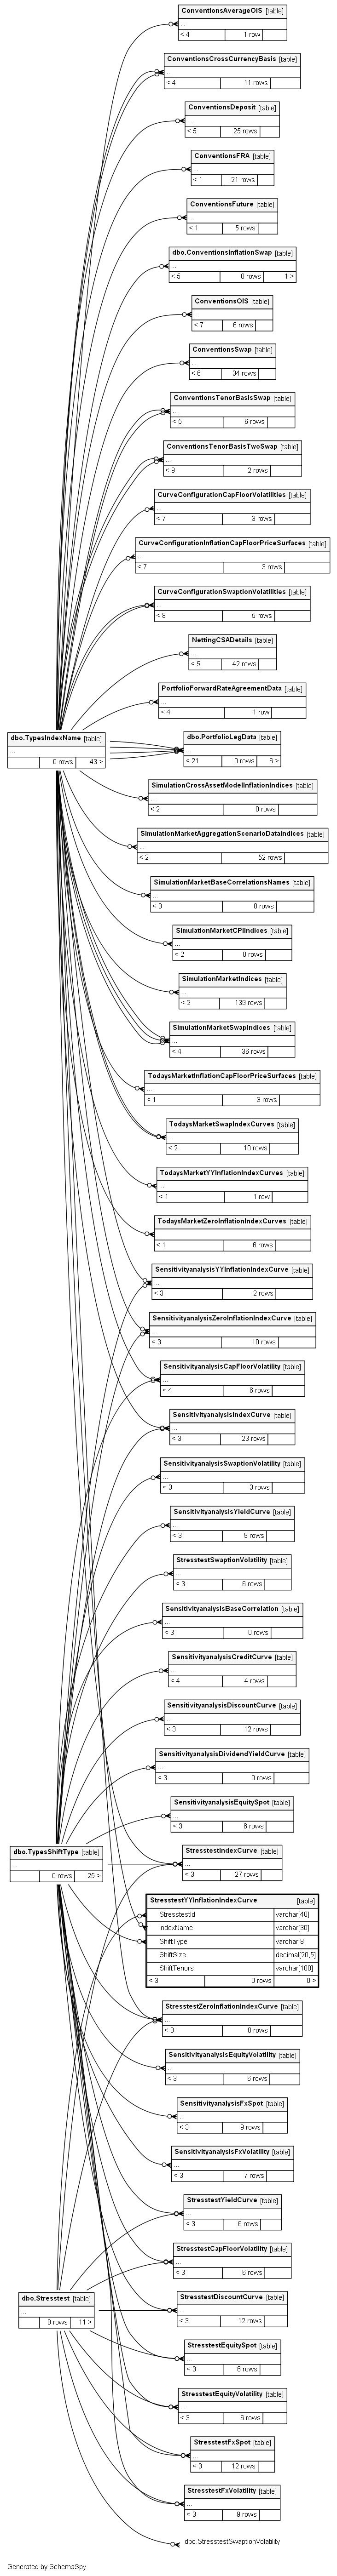 ConventionsAverageOIS [table]
...
< 4 1 row
ConventionsCrossCurrencyBasis [table]
...
< 4 11 rows
ConventionsDeposit [table]
...
< 5 25 rows
ConventionsFRA [table]
...
< 1 21 rows
ConventionsFuture [table]
...
< 1 5 rows
dbo.ConventionsInflationSwap [table]
...
< 5 0 rows 1 >
ConventionsOIS [table]
...
< 7 6 rows
ConventionsSwap [table]
...
< 6 34 rows
ConventionsTenorBasisSwap [table]
...
< 5 6 rows
ConventionsTenorBasisTwoSwap [table]
...
< 9 2 rows
CurveConfigurationCapFloorVolatilities [table]
...
< 7 3 rows
CurveConfigurationInflationCapFloorPriceSurfaces [table]
...
< 7 3 rows
CurveConfigurationSwaptionVolatilities [table]
...
< 8 5 rows
NettingCSADetails [table]
...
< 5 42 rows
PortfolioForwardRateAgreementData [table]
...
< 4 1 row
dbo.TypesIndexName [table]
...
0 rows 43 >
dbo.PortfolioLegData [table]
...
< 21 0 rows 6 >
SimulationCrossAssetModelInflationIndices [table]
...
< 2 0 rows
SimulationMarketAggregationScenarioDataIndices [table]
...
< 2 52 rows
SimulationMarketBaseCorrelationsNames [table]
...
< 3 0 rows
SimulationMarketCPIIndices [table]
...
< 2 0 rows
SimulationMarketIndices [table]
...
< 2 139 rows
SimulationMarketSwapIndices [table]
...
< 4 36 rows
TodaysMarketInflationCapFloorPriceSurfaces [table]
...
< 1 3 rows
TodaysMarketSwapIndexCurves [table]
...
< 2 10 rows
TodaysMarketYYInflationIndexCurves [table]
...
< 1 1 row
TodaysMarketZeroInflationIndexCurves [table]
...
< 1 6 rows
SensitivityanalysisYYInflationIndexCurve [table]
...
< 3 2 rows
SensitivityanalysisZeroInflationIndexCurve [table]
...
< 3 10 rows
SensitivityanalysisCapFloorVolatility [table]
...
< 4 6 rows
SensitivityanalysisIndexCurve [table]
...
< 3 23 rows
SensitivityanalysisSwaptionVolatility [table]
...
< 3 3 rows
SensitivityanalysisYieldCurve [table]
...
< 3 9 rows
StresstestSwaptionVolatility [table]
...
< 3 6 rows
SensitivityanalysisBaseCorrelation [table]
...
< 3 0 rows
SensitivityanalysisCreditCurve [table]
...
< 4 4 rows
SensitivityanalysisDiscountCurve [table]
...
< 3 12 rows
SensitivityanalysisDividendYieldCurve [table]
...
< 3 0 rows
SensitivityanalysisEquitySpot [table]
...
< 3 6 rows
dbo.TypesShiftType [table]
...
0 rows 25 >
StresstestIndexCurve [table]
...
< 3 27 rows
StresstestYYInflationIndexCurve [table]
StresstestId varchar[40]
IndexName varchar[30]
ShiftType varchar[8]
ShiftSize decimal[20,5]
ShiftTenors varchar[100]
< 3 0 rows 0 >
StresstestZeroInflationIndexCurve [table]
...
< 3 0 rows
SensitivityanalysisEquityVolatility [table]
...
< 3 6 rows
SensitivityanalysisFxSpot [table]
...
< 3 9 rows
SensitivityanalysisFxVolatility [table]
...
< 3 7 rows
StresstestYieldCurve [table]
...
< 3 6 rows
StresstestCapFloorVolatility [table]
...
< 3 6 rows
dbo.Stresstest [table]
...
0 rows 11 >
StresstestDiscountCurve [table]
...
< 3 12 rows
StresstestEquitySpot [table]
...
< 3 6 rows
StresstestEquityVolatility [table]
...
< 3 6 rows
StresstestFxSpot [table]
...
< 3 12 rows
StresstestFxVolatility [table]
...
< 3 9 rows
dbo.StresstestSwaptionVolatility
Generated by SchemaSpy